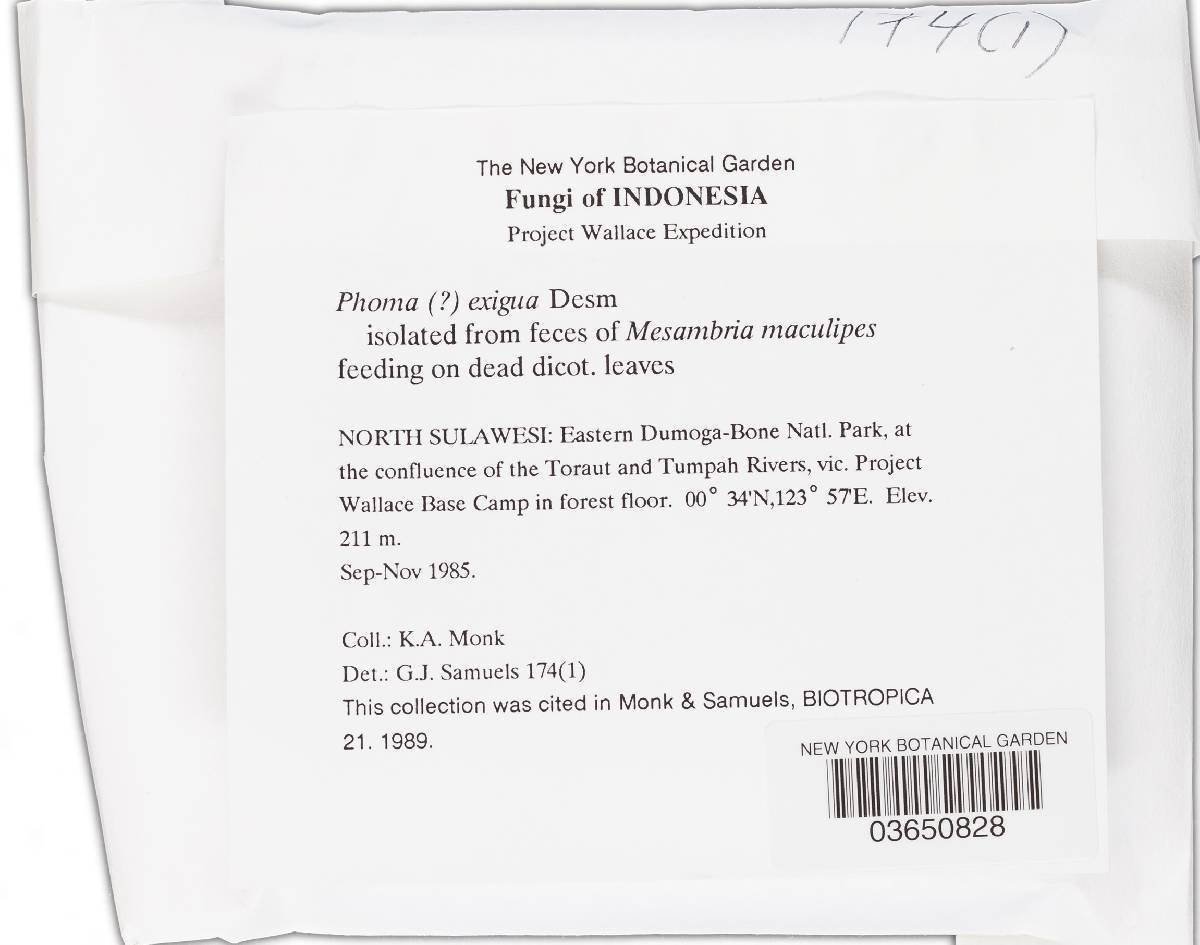 174(1)
The New York Botanical Garden
Fungi of INDONESIA
Project Wallace Expedition
Phoma (?) exigua Desm
isolated from feces of Mesambria maculipes
feeding on dead dicot. leaves
NORTH SULAWESI: Eastern Dumoga-Bone Natl. Park, at
the confluence of the Toraut and Tumpah Rivers, vic. Project
Wallace Base Camp in forest floor. 00° 34'N,123° 57'E. Elev.
211 m.
Sep-Nov 1985.
Coll.: K.A. Monk
Det.: G.J. Samuels 174(1)
This collection was cited in Monk & Samuels, BIOTROPICA
21. 1989.
NEW YORK BOTANICAL GARDEN
03650828